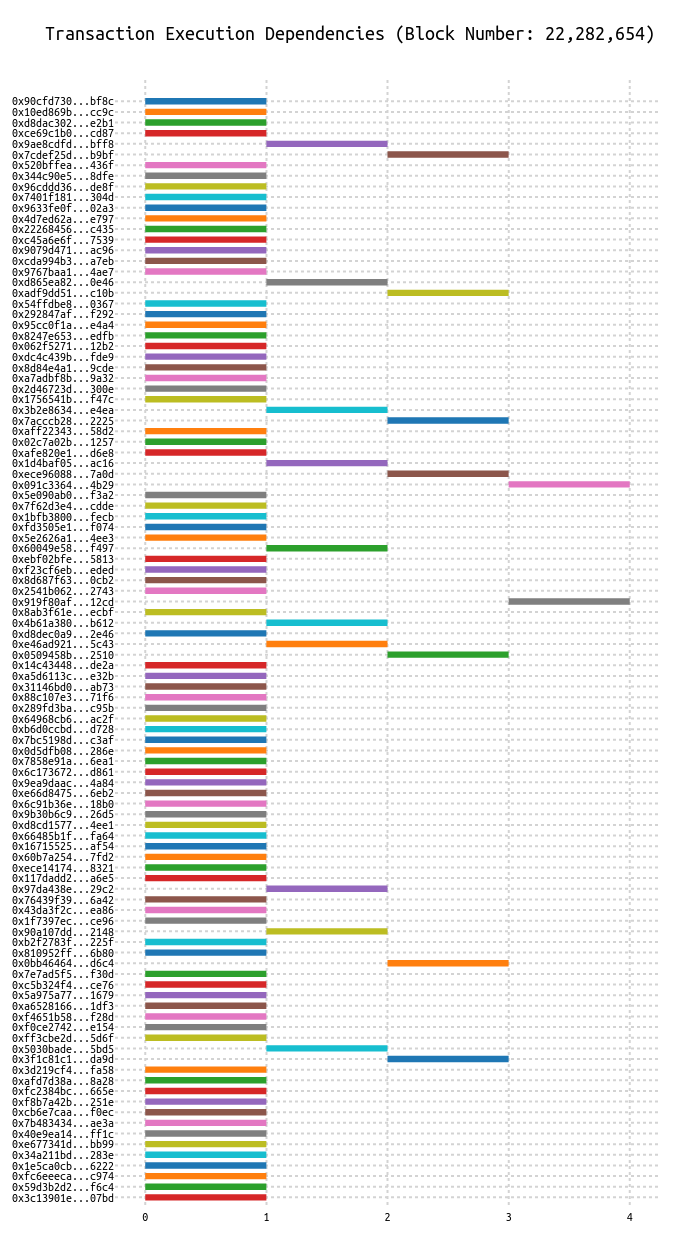 Transaction Execution Dependencies (Block Number: 22,282,654)
0x90cfd730...bf8c
0x10ed869b...cc9c
0xd8dac302...e2b1
0xce69c1b0...cd87
0x9ae8cdfd...bff8
0x7cdef25d...b9bf
0x520bffea...436f
0x344c90e5...8dfe
0x96cddd36...de8f
0x7401f181...304d
0x9633fe0f...02a3
0x4d7ed62a...e797
0x22268456...c435
0xc45a6e6f...7539
0x9079d471...ac96
0xcda994b3...a7eb
0x9767baa1...4ae7
0xd865ea82...0e46
0xadf9dd51...c10b
0x54ffdbe8...0367
0x292847af...f292
0x95cc0f1a...e4a4
0x8247e653...edfb
0x062f5271...12b2
0xdc4c439b...fde9
0x8d84e4a1...9cde
0xa7adbf8b...9a32
0x2d46723d...300e
0x1756541b...f47c
0x3b2e8634...e4ea
0x7acccb28...2225
0xaff22343...58d2
0x02c7a02b...1257
0xafe820e1...d6e8
0x1d4baf05...ac16
0xece96088...7a0d
0x091c3364...4b29
0x5e090ab0...f3a2
0x7f62d3e4...cdde
0x1bfb3800...fecb
0xfd3505e1...f074
0x5e2626a1...4ee3
0x60049e58...f497
0xebf02bfe...5813
0xf23cf6eb...eded
0x8d687f63...0cb2
0x2541b062...2743
0x919f80af...12cd
0x8ab3f61e...ecbf
0x4b61a380...b612
0xd8dec0a9...2e46
0xe46ad921...5c43
0x0509458b...2510
0x14c43448...de2a
0xa5d6113c...e32b
0x31146bd0...ab73
0x88c107e3...71f6
0x289fd3ba...c95b
0x64968cb6...ac2f
0xb6d0ccbd...d728
0x7bc5198d...c3af
0x0d5dfb08...286e
0x7858e91a...6ea1
0x6c173672...d861
0x9ea9daac...4a84
0xe66d8475...6eb2
0x6c91b36e...18b0
0x9b30b6c9...26d5
0xd8cd1577...4ee1
0x66485b1f...fa64
0x16715525...af54
0x60b7a254...7fd2
0xece14174...8321
0x117dadd2...a6e5
0x97da438e...29c2
0x76439f39...6a42
0x43da3f2c...ea86
0x1f7397ec...ce96
0x90a107dd...2148
0xb2f2783f...225f
0x810952ff...6b80
0x0bb46464...d6c4
0x7e7ad5f5...f30d
0xc5b324f4...ce76
0x5a975a77...1679
0xa6528166...1df3
0xf4651b58...f28d
0xf0ce2742...e154
0xff3cbe2d...5d6f
0x5030bade...5bd5
0x3f1c81c1...da9d
0x3d219cf4...fa58
0xafd7d38a...8a28
0xfc2384bc...665e
0xf8b7a42b...251e
0xcb6e7caa...f0ec
0x7b483434...ae3a
0x40e9ea14...ff1c
0xe677341d...bb99
0x34a211bd...283e
0x1e5ca0cb...6222
0xfc6eeeca...c974
0x59d3b2d2...f6c4
0x3c13901e...07bd
0 1 2 3 4